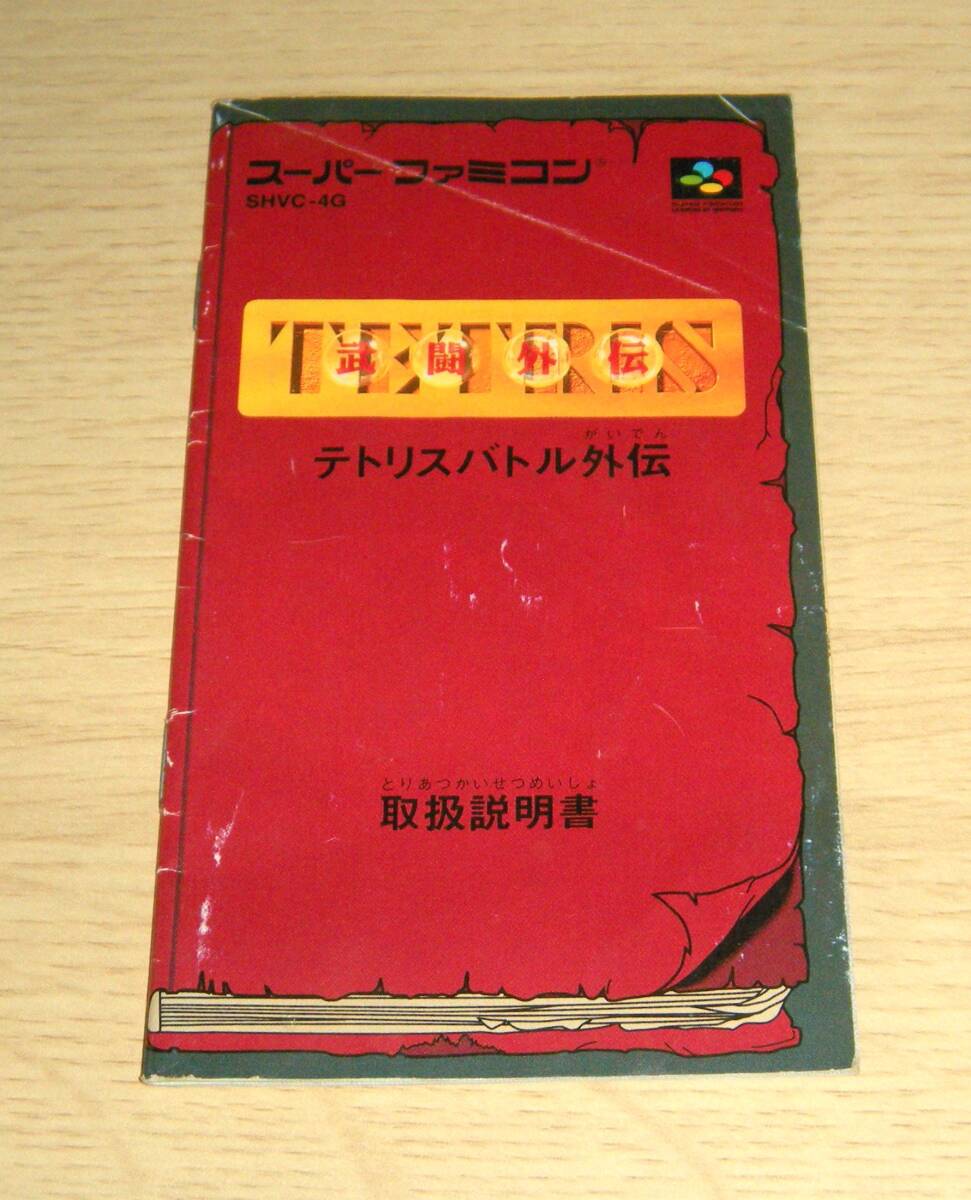 スーパーファミコン®
SHVC-4G
SUPER FAMICOM
TETRIS
武闘外伝
がいでん
テトリスバトル外伝
とりあつかいせつめいしょ
取扱説明書